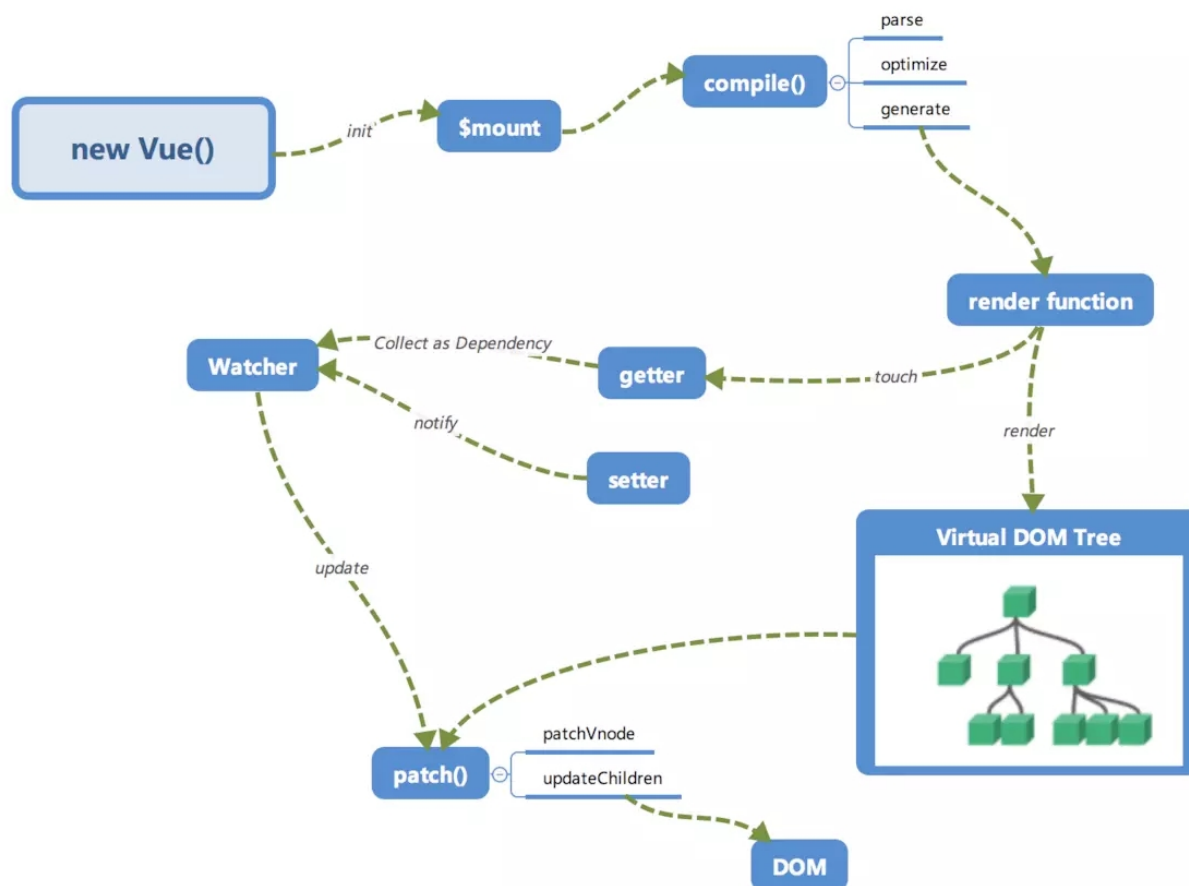 parse
compile()
optimize
generate
$mount
init
new Vue()
render function
Collect as Dependency
Watcher
getter
touch
notify
render
setter
Virtual DOM Tree
update
patchVnode
patch()
updateChildren
DOM